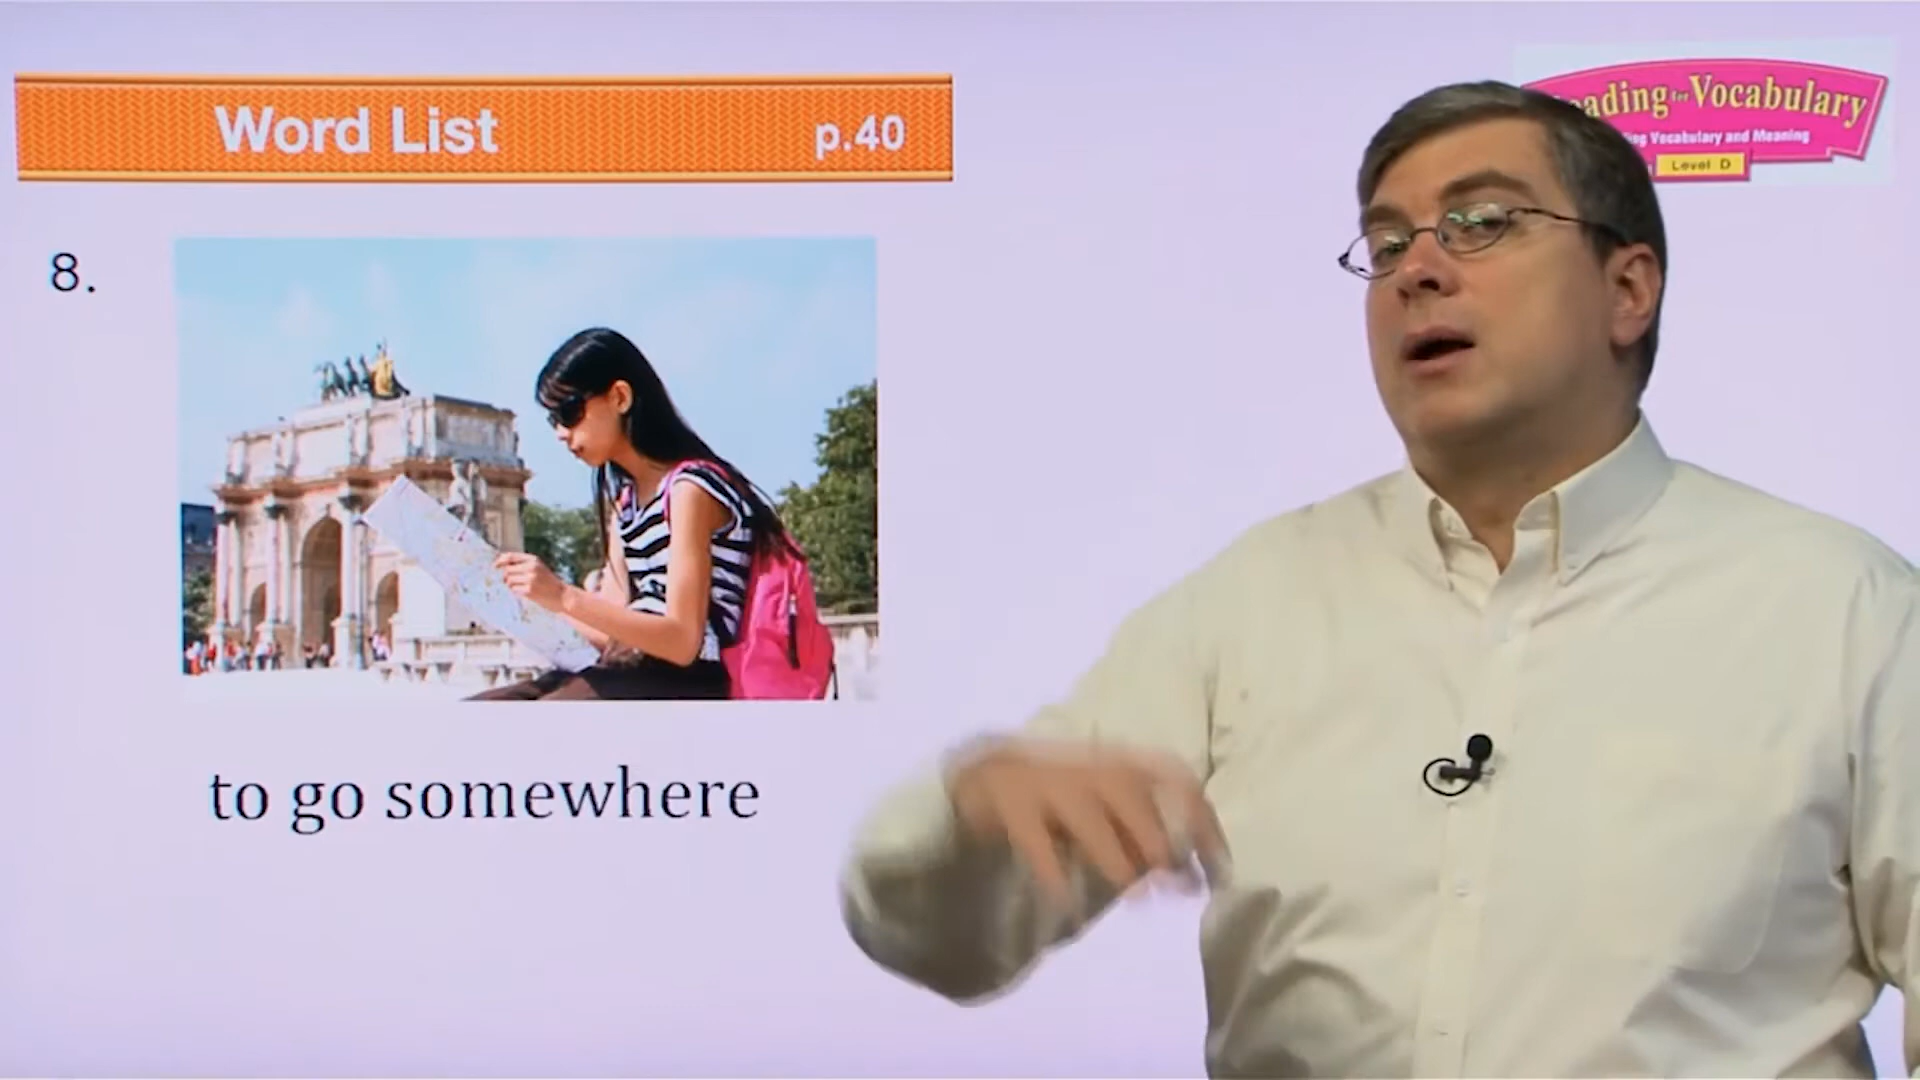 Word List p.40
Vocabulary
Vocabulary and Meaning
Level D
8.
to go somewhere